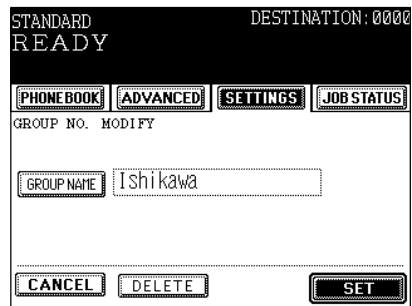 STANDARD DESTINATION:0000
READY
PHONE BOOK ADVANCED SETTINGS JOB STATUS
GROUP NO. MODIFY
GROUP NAME Ishikawa
CANCEL DELETE SET